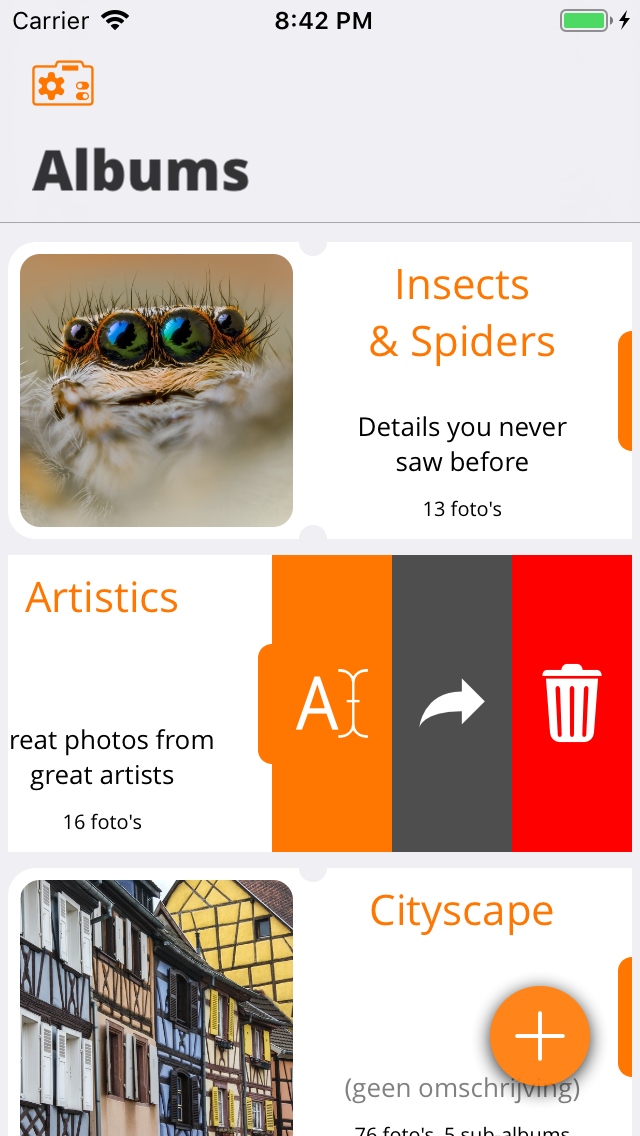 Carrier 8:42 PM
Albums
Insects
& Spiders
Details you never
saw before
13 foto's
Artistics
reat photos from
great artists
16 foto's
A
Cityscape
(geen omschrijving)
76 foto's, 5 sub-albums